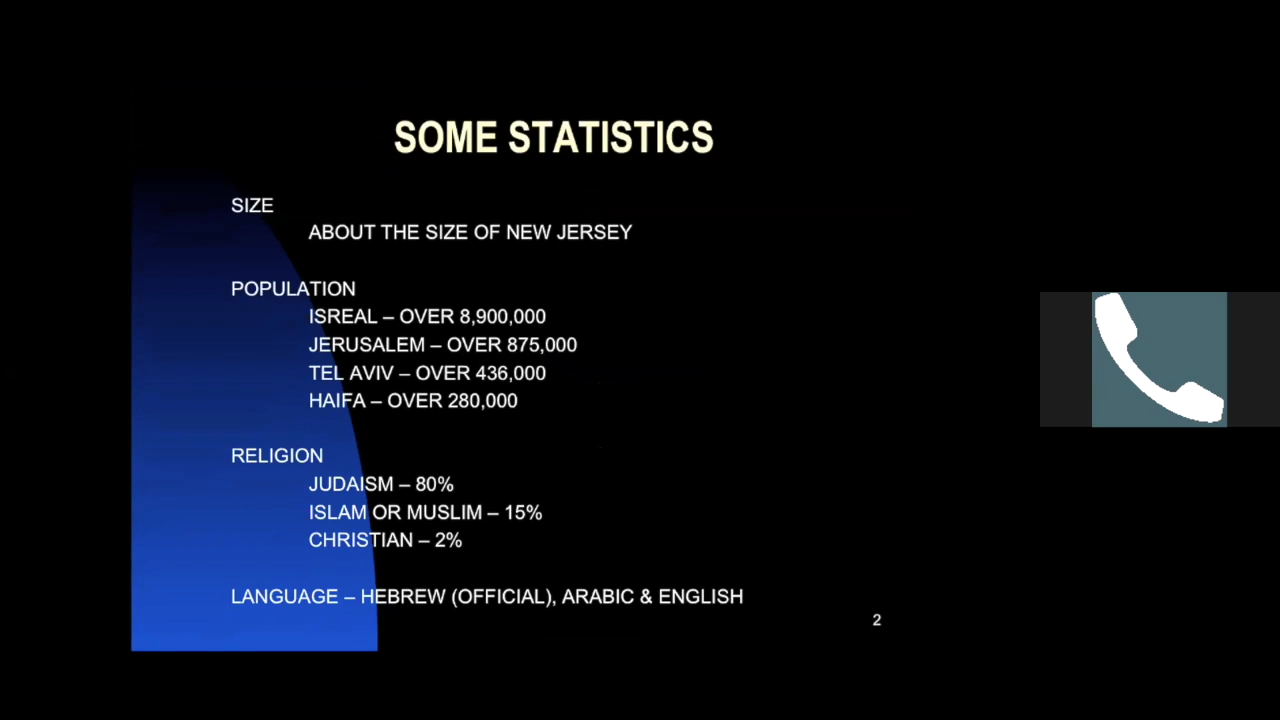 SOME STATISTICS
SIZE
ABOUT THE SIZE OF NEW JERSEY
POPULATION
ISREAL – OVER 8,900,000
JERUSALEM – OVER 875,000
TEL AVIV – OVER 436,000
HAIFA – OVER 280,000
RELIGION
JUDAISM – 80%
ISLAM OR MUSLIM – 15%
CHRISTIAN – 2%
LANGUAGE – HEBREW (OFFICIAL), ARABIC & ENGLISH
2